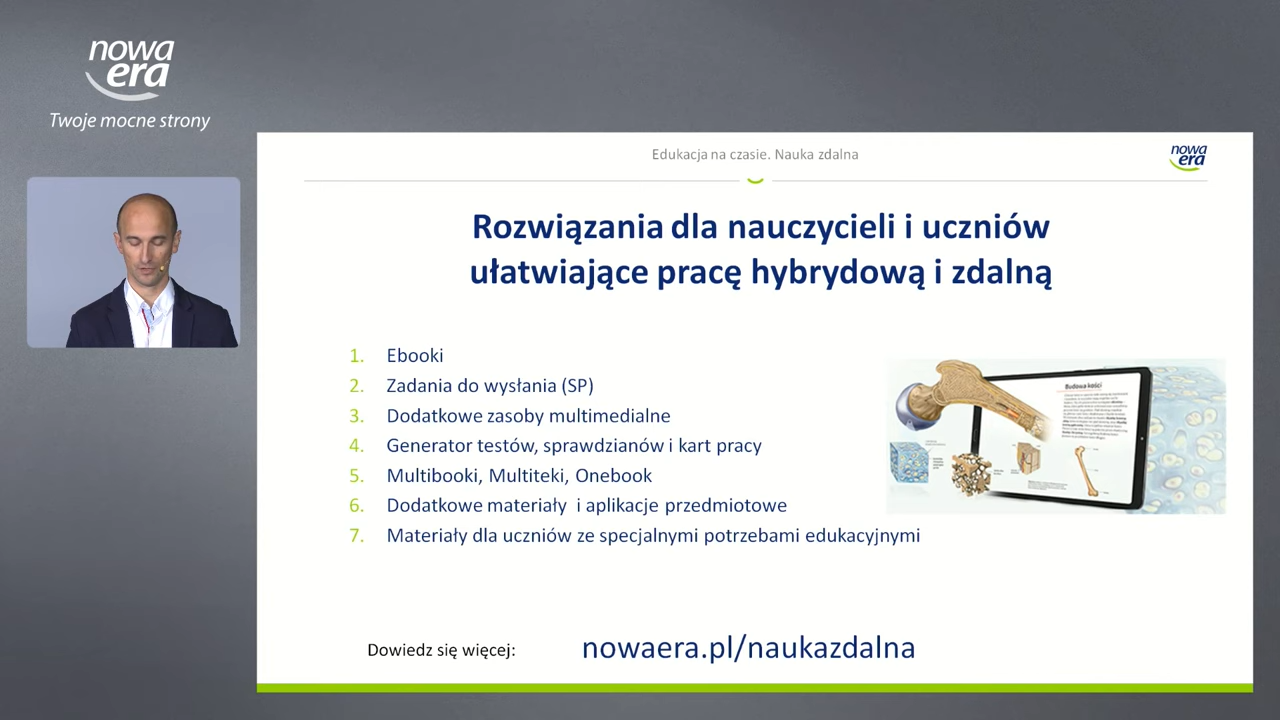 nowa
era
Twoje mocne strony
Edukacja na czasie. Nauka zdalna
nowa
era
Rozwiązania dla nauczycieli i uczniów
ułatwiające pracę hybrydową i zdalną
1. Ebooki
2. Zadania do wysłania (SP)
3. Dodatkowe zasoby multimedialne
4. Generator testów, sprawdzianów i kart pracy
5. Multibooki, Multiteki, Onebook
6. Dodatkowe materiały i aplikacje przedmiotowe
7. Materiały dla uczniów ze specjalnymi potrzebami edukacyjnymi
Budowa kości
Dowiedz się więcej: nowaera.pl/naukazdalna